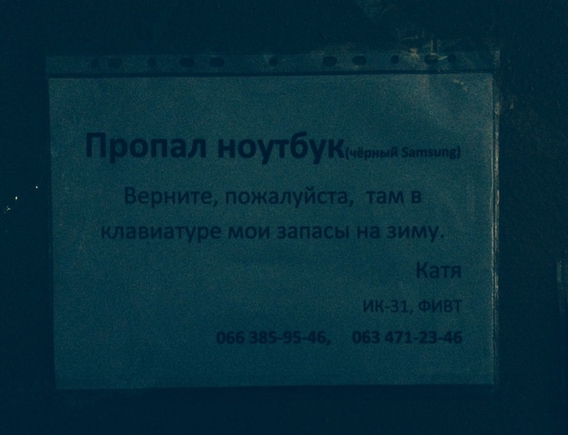 Пропал ноутбук(чёрный Samsung)
Верните, пожалуйста, там в
клавиатуре мои запасы на зиму.
Катя
ИК-31, ФИВТ
066 385-95-46, 063 471-23-46